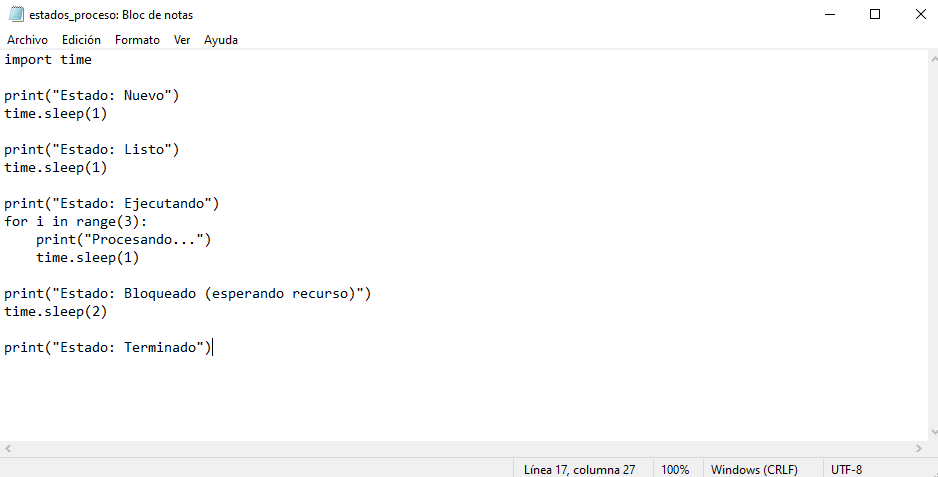 estados_proceso: Bloc de notas
Archivo Edición Formato Ver Ayuda
import time

print("Estado: Nuevo")
time.sleep(1)

print("Estado: Listo")
time.sleep(1)

print("Estado: Ejecutando")
for i in range(3):
    print("Procesando...")
    time.sleep(1)

print("Estado: Bloqueado (esperando recurso)")
time.sleep(2)

print("Estado: Terminado")
Línea 17, columna 27 100% Windows (CRLF) UTF-8